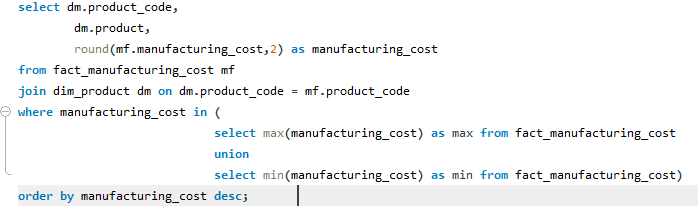 select dm.product_code,
dm.product,
round(mf.manufacturing_cost,2) as manufacturing_cost
from fact_manufacturing_cost mf
join dim_product dm on dm.product_code = mf.product_code
where manufacturing_cost in (
select max(manufacturing_cost) as max from fact_manufacturing_cost
union
select min(manufacturing_cost) as min from fact_manufacturing_cost)
order by manufacturing_cost desc;